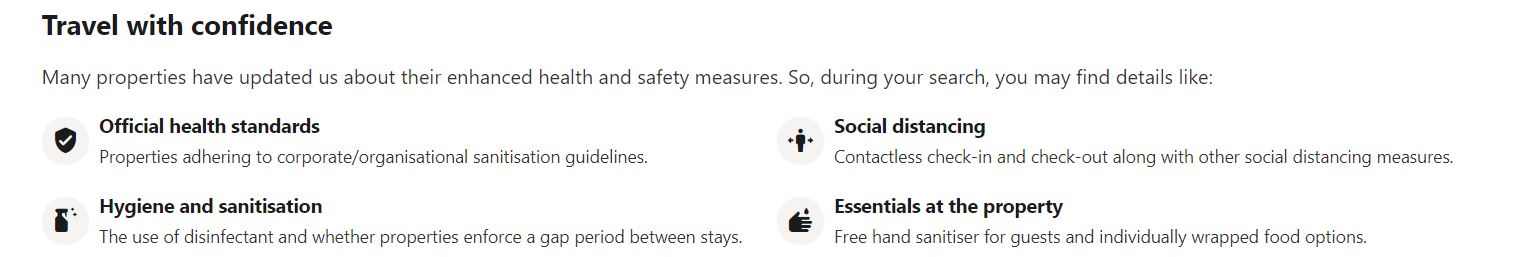 Travel with confidence
Many properties have updated us about their enhanced health and safety measures. So, during your search, you may find details like:
Official health standards
Properties adhering to corporate/organisational sanitisation guidelines.
Social distancing
Contactless check-in and check-out along with other social distancing measures.
Hygiene and sanitisation
The use of disinfectant and whether properties enforce a gap period between stays.
Essentials at the property
Free hand sanitiser for guests and individually wrapped food options.